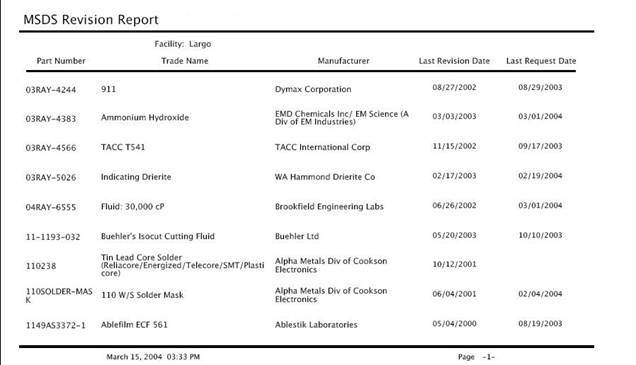 MSDS Revision Report
Facility: Largo
Part Number Trade Name Manufacturer Last Revision Date Last Request Date
03RAY-4244 911 Dymax Corporation 08/27/2002 08/29/2003
03RAY-4383 Ammonium Hydroxide EMD Chemicals Inc/ EM Science (A Div of EM Industries) 03/03/2003 03/01/2004
03RAY-4566 TACC T541 TACC International Corp 11/15/2002 09/17/2003
03RAY-5026 Indicating Drierite WA Hammond Drierite Co 02/17/2003 02/19/2004
04RAY-6555 Fluid: 30,000 cP Brookfield Engineering Labs 06/26/2002 03/01/2004
11-1193-032 Buehler's Isocut Cutting Fluid Buehler Ltd 05/20/2003 10/10/2003
110238 Tin Lead Core Solder (Reliacore/Energized/Telecore/SMT/Plasti core) Alpha Metals Div of Cookson Electronics 10/12/2001
110SOLDER-MAS K 110 W/S Solder Mask Alpha Metals Div of Cookson Electronics 06/04/2001 02/04/2004
1149AS3372-1 Ablefilm ECF 561 Ablestik Laboratories 05/04/2000 08/19/2003
March 15, 2004 03:33 PM Page -1-